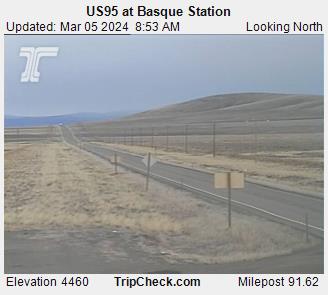 US95 at Basque Station
Updated: Mar 05 2024 8:53 AM Looking North
Elevation 4460 TripCheck.com Milepost 91.62